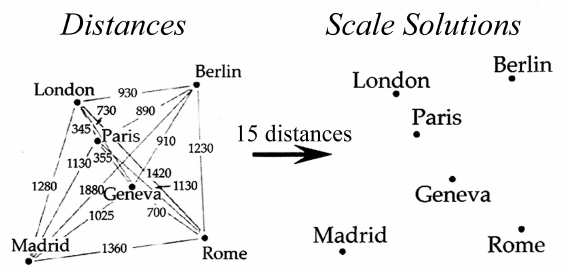 Distances
Scale Solutions
Berlin
London
930
730
890
345
Paris
910
1130
355
1230
1420
1280
1880
Geneva
1130
1025
700
Madrid
1360
Rome
15 distances
Berlin
London
Paris
Geneva
Madrid
Rome